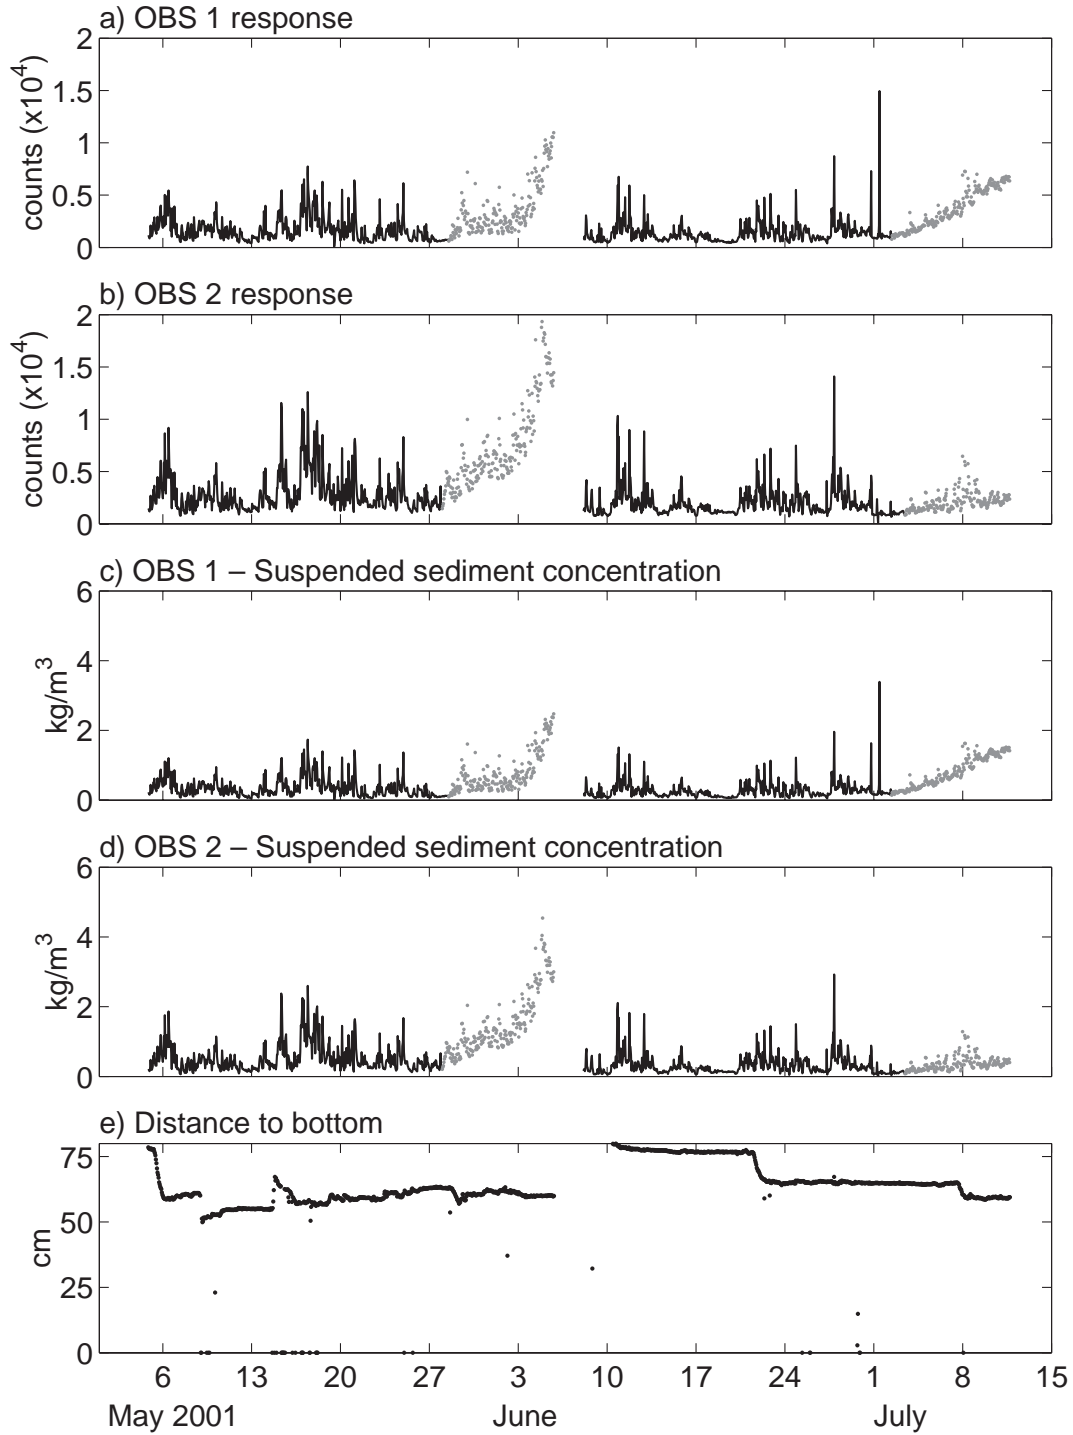 a) OBS 1 response
2
1.5
1
0.5
0
counts (x10⁴)
b) OBS 2 response
2
1.5
1
0.5
0
counts (x10⁴)
c) OBS 1 – Suspended sediment concentration
6
4
2
0
kg/m³
d) OBS 2 – Suspended sediment concentration
6
4
2
0
kg/m³
e) Distance to bottom
75
50
25
0
cm
6 13 20 27 3 10 17 24 1 8 15
May 2001 June July